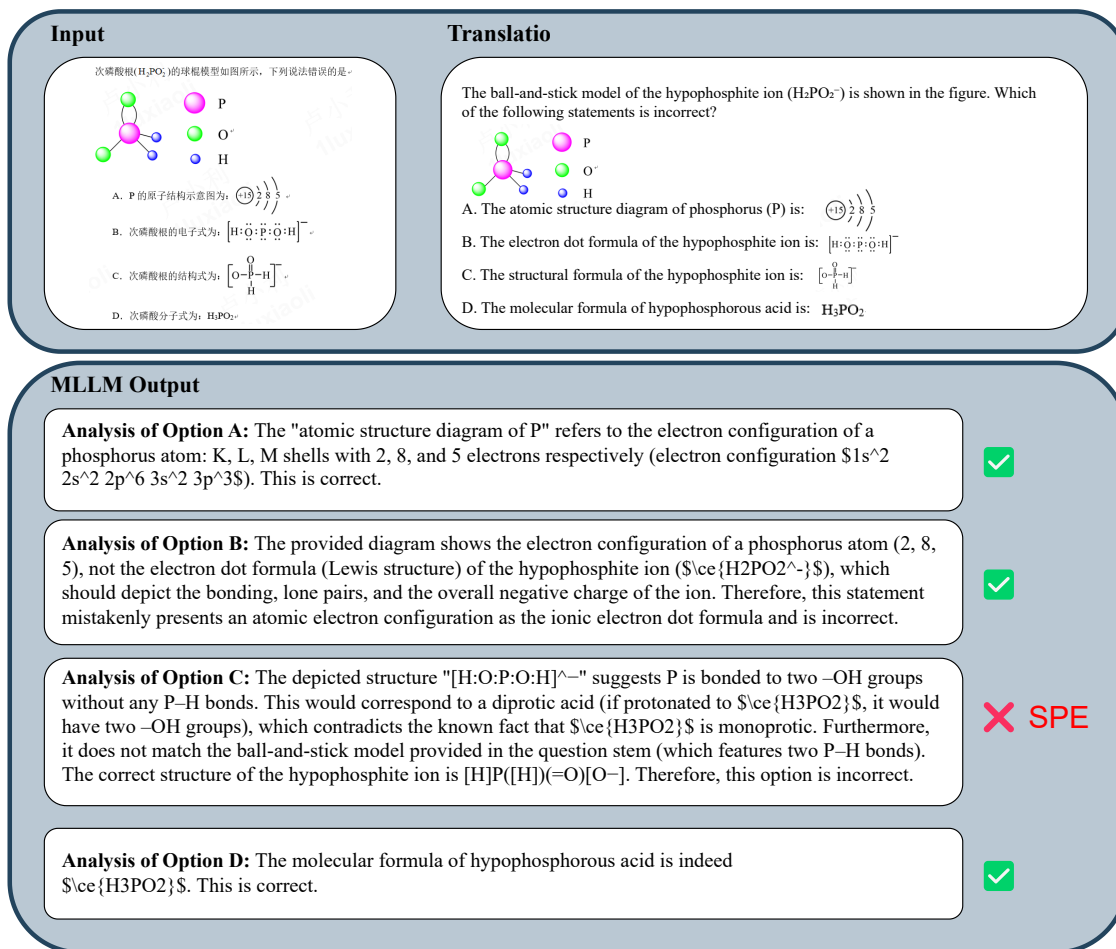 Input
Translatio
次磷酸根(H₂PO₂⁻)的球棍模型如图所示，下列说法错误的是
P
O
H
A．P 的原子结构示意图为：+15 2 8 5
B．次磷酸根的电子式为：[H:O:P:O:H]⁻
C．次磷酸根的结构式为：[O-P-H]⁻
O
H
D．次磷酸分子式为：H₃PO₂
The ball-and-stick model of the hypophosphite ion (H2PO2⁻) is shown in the figure. Which
of the following statements is incorrect?
P
O
H
A. The atomic structure diagram of phosphorus (P) is: +15 2 8 5
B. The electron dot formula of the hypophosphite ion is: [H:O:P:O:H]⁻
C. The structural formula of the hypophosphite ion is: [O-P-H]⁻
O
H
D. The molecular formula of hypophosphorous acid is: H₃PO₂
MLLM Output
Analysis of Option A: The "atomic structure diagram of P" refers to the electron configuration of a
phosphorus atom: K, L, M shells with 2, 8, and 5 electrons respectively (electron configuration $1s^2
2s^2 2p^6 3s^2 3p^3$). This is correct.
Analysis of Option B: The provided diagram shows the electron configuration of a phosphorus atom (2, 8,
5), not the electron dot formula (Lewis structure) of the hypophosphite ion ($\ce{H2PO2^-}$), which
should depict the bonding, lone pairs, and the overall negative charge of the ion. Therefore, this statement
mistakenly presents an atomic electron configuration as the ionic electron dot formula and is incorrect.
Analysis of Option C: The depicted structure "[H:O:P:O:H]^−" suggests P is bonded to two –OH groups
without any P–H bonds. This would correspond to a diprotic acid (if protonated to $\ce{H3PO2}$, it would
have two –OH groups), which contradicts the known fact that $\ce{H3PO2}$ is monoprotic. Furthermore,
it does not match the ball-and-stick model provided in the question stem (which features two P–H bonds).
The correct structure of the hypophosphite ion is [H]P([H])(=O)[O−]. Therefore, this option is incorrect.
SPE
Analysis of Option D: The molecular formula of hypophosphorous acid is indeed
$\ce{H3PO2}$. This is correct.